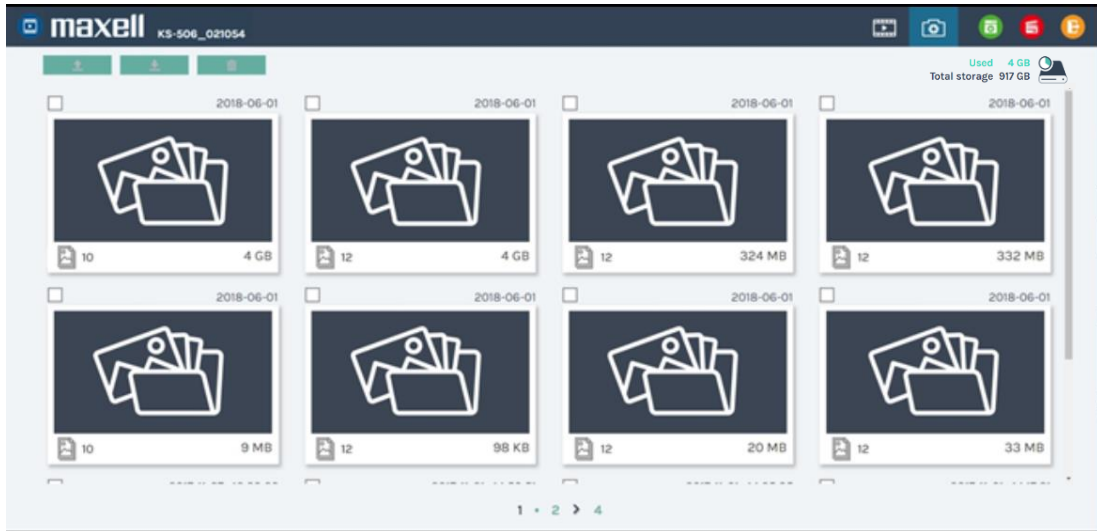 maxell KS-506_021054
Used 4 GB
Total storage 917 GB
2018-06-01 2018-06-01 2018-06-01 2018-06-01
10 4 GB 12 4 GB 12 324 MB 12 332 MB
2018-06-01 2018-06-01 2018-06-01 2018-06-01
10 9 MB 12 98 KB 12 20 MB 12 33 MB
1 • 2 > 4